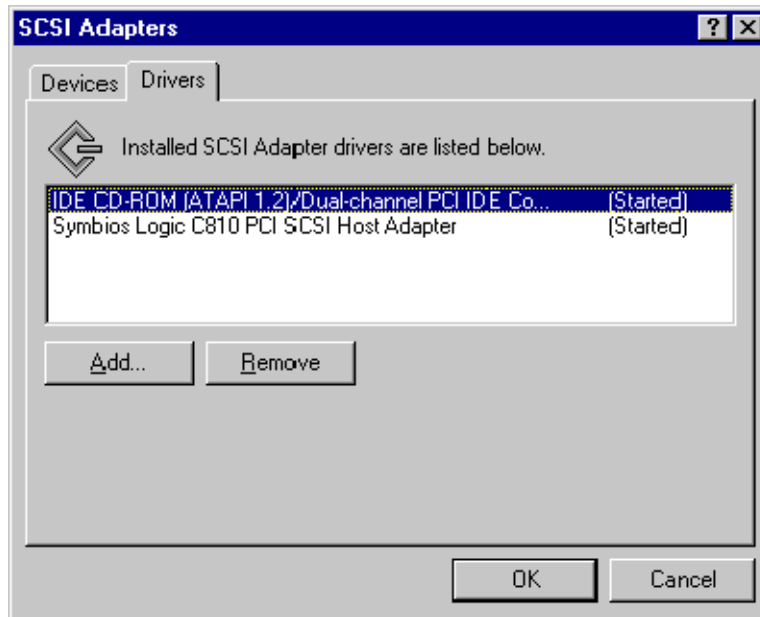 SCSI Adapters
Devices Drivers
Installed SCSI Adapter drivers are listed below.
IDE CD-ROM (ATAPI 1.2)/Dual-channel PCI IDE Co... (Started)
Symbios Logic C810 PCI SCSI Host Adapter (Started)
Add... Remove
OK Cancel